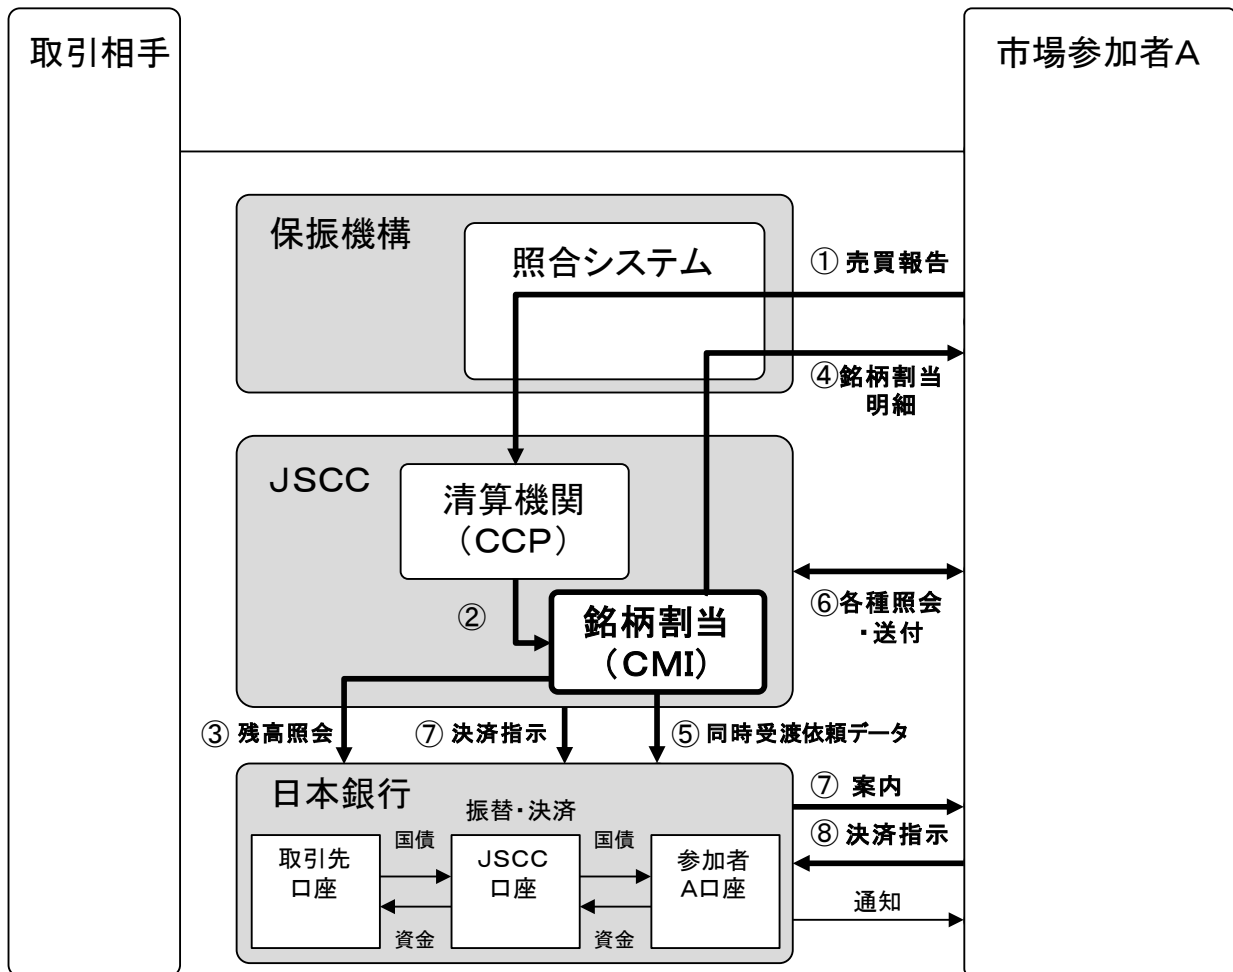 取引相手
市場参加者A
保振機構
照合システム
① 売買報告
④銘柄割当
明細
JSCC
清算機関
（CCP）
②
銘柄割当
（CMI）
⑥各種照会
・送付
③ 残高照会
⑦ 決済指示
⑤ 同時受渡依頼データ
日本銀行
振替・決済
⑦ 案内
⑧ 決済指示
取引先
口座
国債
資金
JSCC
口座
国債
資金
参加者
A口座
通知